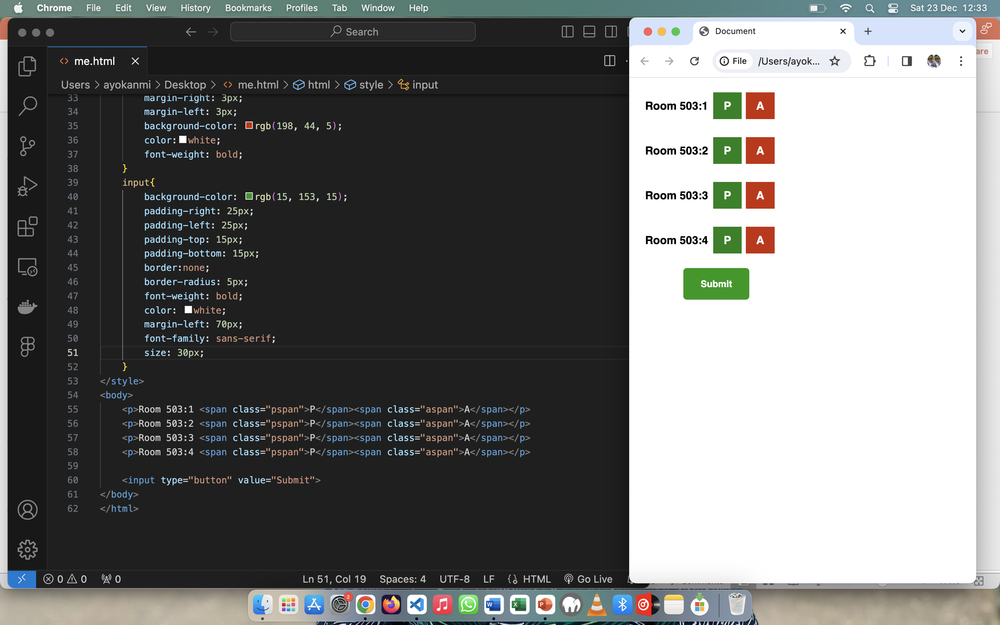 Chrome File Edit View History Bookmarks Profiles Tab Window Help Sat 23 Dec 12:33
Search
me.html
Users > ayokanmi > Desktop > <> me.html > html > style > input
33 margin-right: 3px;
34 margin-left: 3px;
35 background-color: rgb(198, 44, 5);
36 color: white;
37 font-weight: bold;
38 }
39 input{
40 background-color: rgb(15, 153, 15);
41 padding-right: 25px;
42 padding-left: 25px;
43 padding-top: 15px;
44 padding-bottom: 15px;
45 border:none;
46 border-radius: 5px;
47 font-weight: bold;
48 color: white;
49 margin-left: 70px;
50 font-family: sans-serif;
51 size: 30px;
52 }
53 </style>
54 <body>
55 <p>Room 503:1 <span class="pspan">P</span><span class="aspan">A</span></p>
56 <p>Room 503:2 <span class="pspan">P</span><span class="aspan">A</span></p>
57 <p>Room 503:3 <span class="pspan">P</span><span class="aspan">A</span></p>
58 <p>Room 503:4 <span class="pspan">P</span><span class="aspan">A</span></p>
59
60 <input type="button" value="Submit">
61 </body>
62 </html>
0 0 0 Ln 51, Col 19 Spaces: 4 UTF-8 LF {} HTML Go Live
Document
File /Users/ayok...
are
Room 503:1 P A
Room 503:2 P A
Room 503:3 P A
Room 503:4 P A
Submit
2
W
X
P